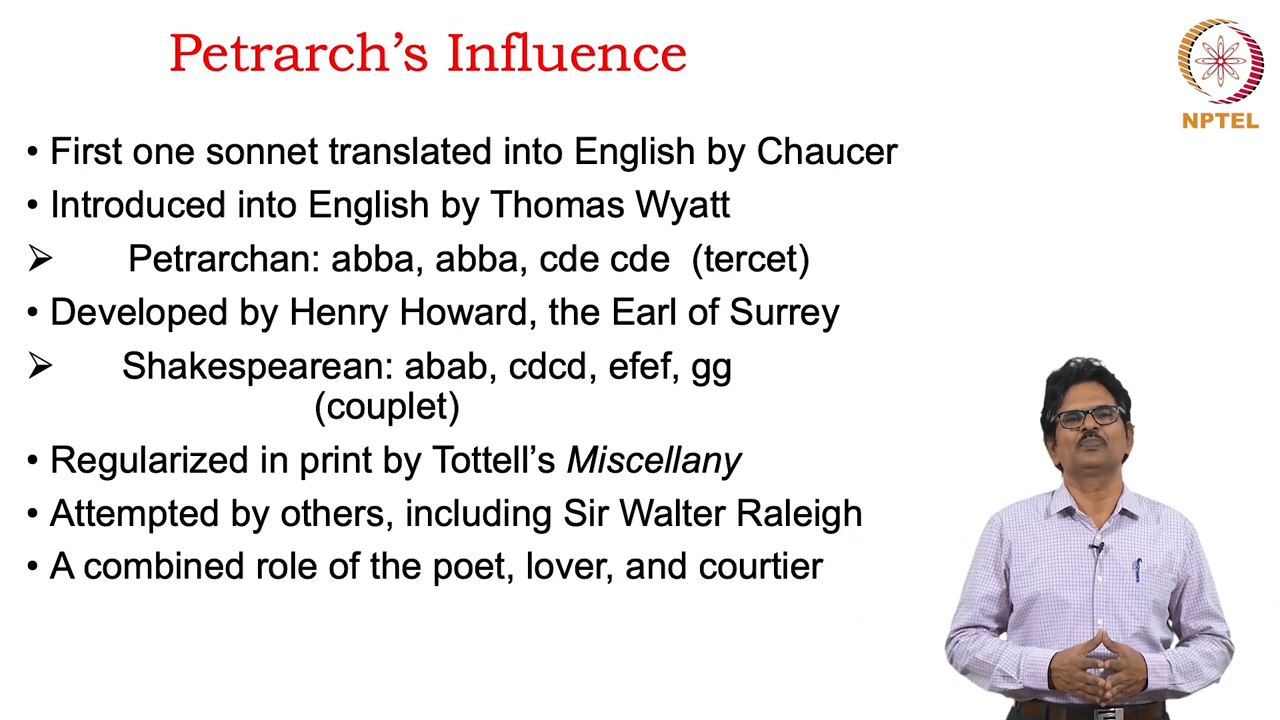 Petrarch's Influence
NPTEL
• First one sonnet translated into English by Chaucer
• Introduced into English by Thomas Wyatt
➢ Petrarchan: abba, abba, cde cde (tercet)
• Developed by Henry Howard, the Earl of Surrey
➢ Shakespearean: abab, cdcd, efef, gg
(couplet)
• Regularized in print by Tottell's Miscellany
• Attempted by others, including Sir Walter Raleigh
• A combined role of the poet, lover, and courtier